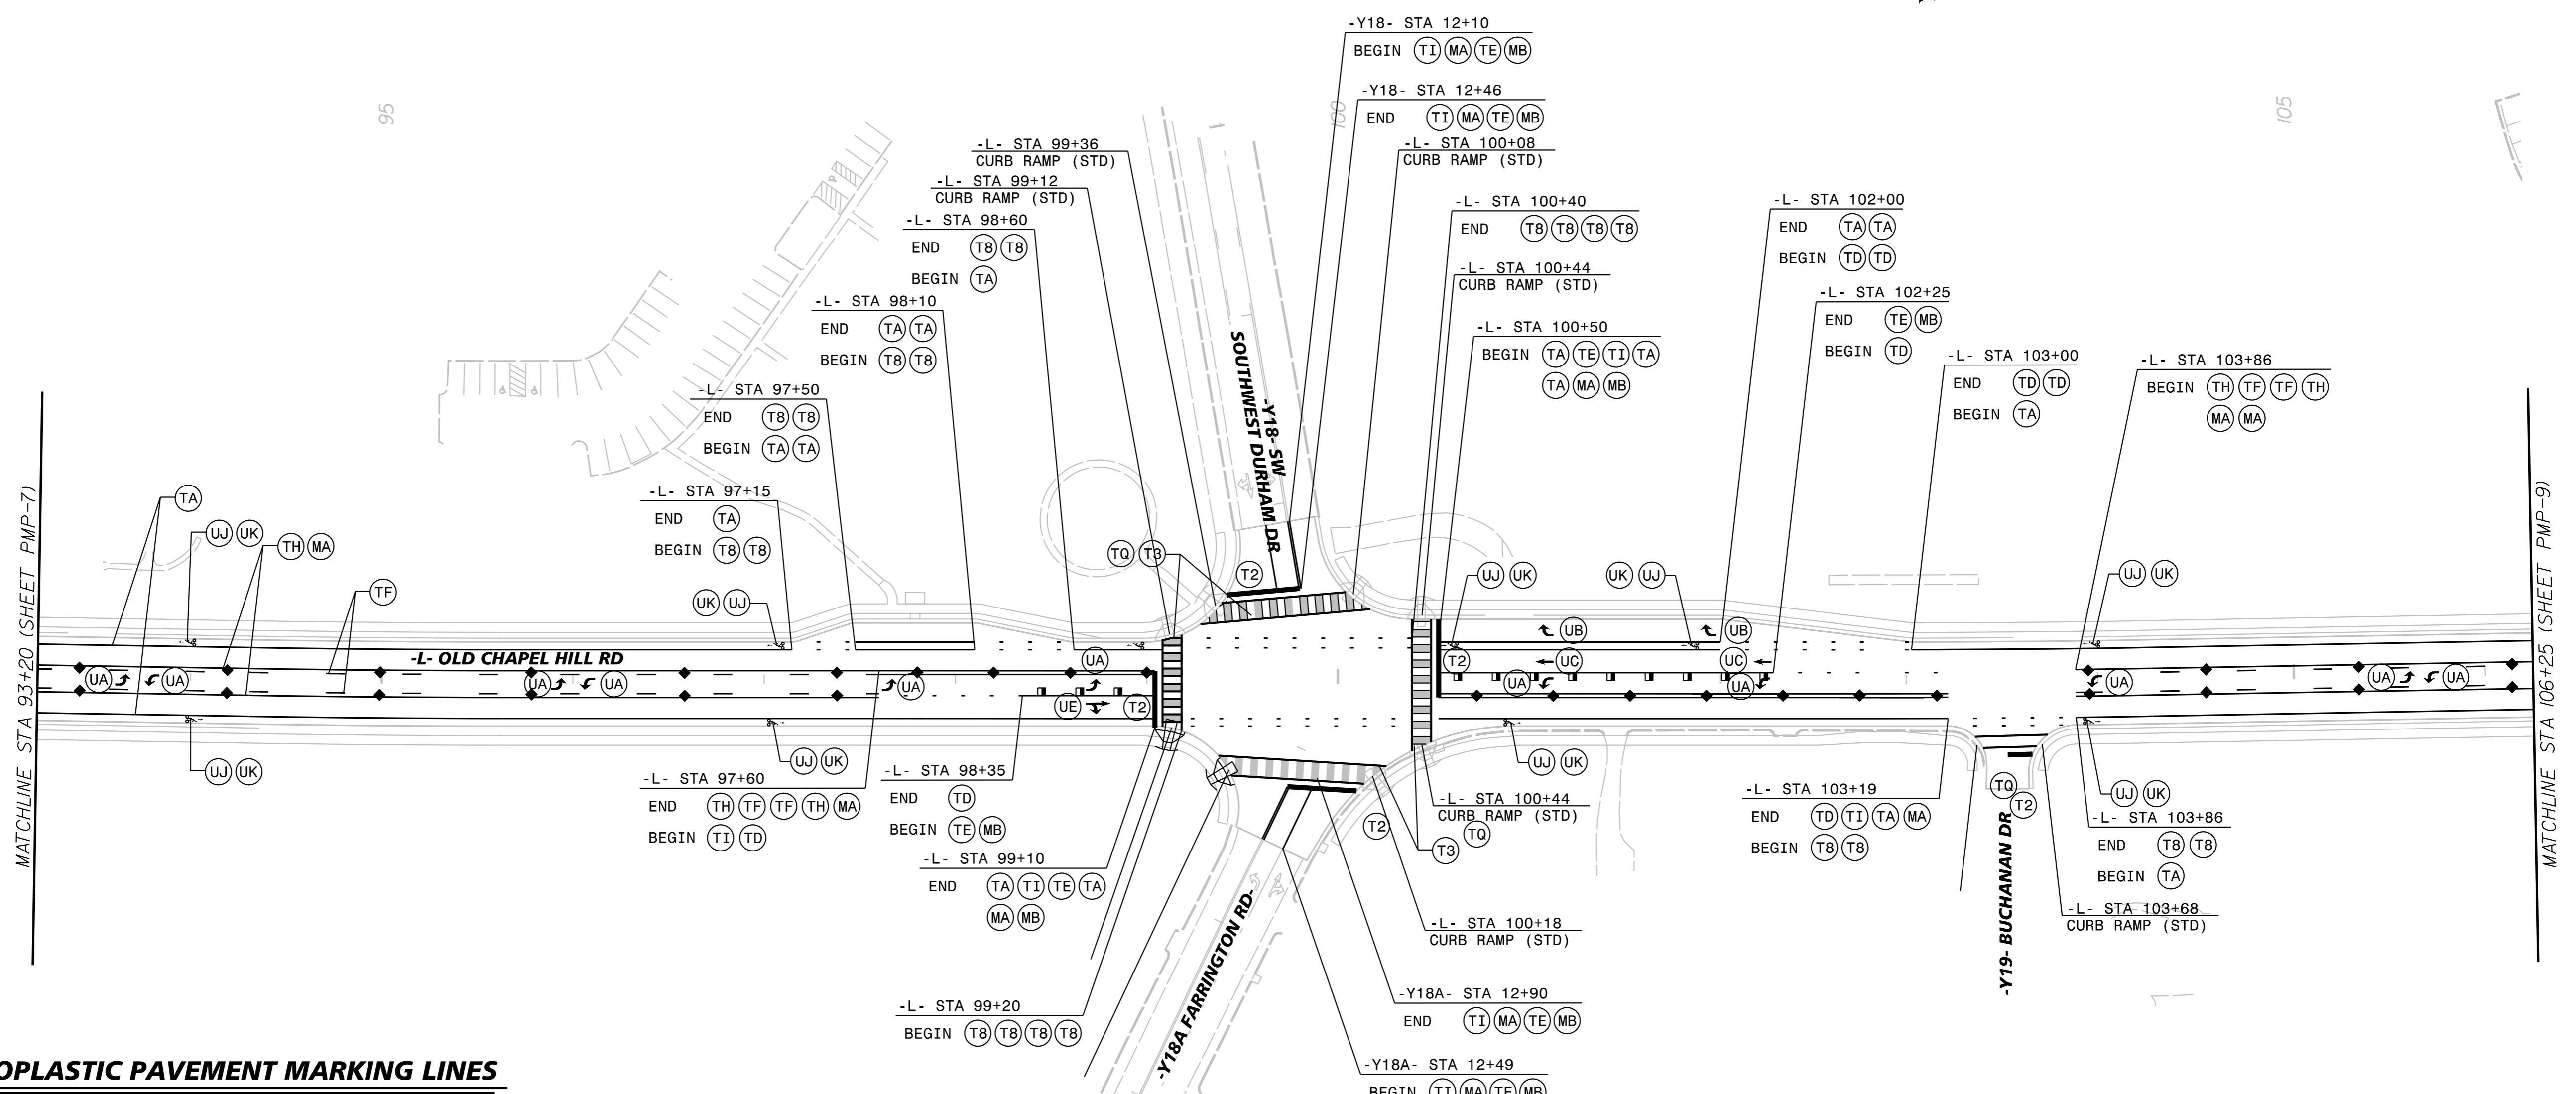 -Y18- STA 12+10
BEGIN TI MA TE MB
-Y18- STA 12+46
END TI MA TE MB
95
100
105
-L- STA 99+36
CURB RAMP (STD)
-L- STA 100+08
CURB RAMP (STD)
-L- STA 99+12
CURB RAMP (STD)
-L- STA 98+60
END T8 T8
BEGIN TA
-L- STA 98+10
END TA TA
BEGIN T8 T8
-L- STA 97+50
END T8 T8
BEGIN TA TA
-L- STA 97+15
END TA
BEGIN T8 T8
-L- STA 100+40
END T8 T8 T8 T8
-L- STA 100+44
CURB RAMP (STD)
-L- STA 100+50
BEGIN TA TE TI TA
TA MA MB
-L- STA 102+00
END TA TA
BEGIN TD TD
-L- STA 102+25
END TE MB
BEGIN TD
-L- STA 103+00
END TD TD
BEGIN TA
-L- STA 103+86
BEGIN TH TF TF TH
MA MA
MATCHLINE STA 93+20 (SHEET PMP-7)
TA
UJ UK
TH MA
TF
UK UJ
TQ T3
T2
-Y18- SW
SOUTHWEST DURHAM DR
UJ UK
UK UJ
UJ UK
MATCHLINE STA 106+25 (SHEET PMP-9)
-L- OLD CHAPEL HILL RD
UA
UB
UB
T2
UC
UC
UA UA
UA UA
UA
UA
UA
UA
UA UA
UE
T2
UJ UK
UJ UK
UJ UK
UJ UK
-L- STA 97+60
END TH TF TF TH MA
BEGIN TI TD
-L- STA 98+35
END TD
BEGIN TE MB
-L- STA 99+10
END TA TI TE TA
MA MB
-L- STA 99+20
BEGIN T8 T8 T8 T8
-L- STA 100+44
CURB RAMP (STD)
T2
TQ
T3
-L- STA 100+18
CURB RAMP (STD)
-Y18A- STA 12+90
END TI MA TE MB
-Y18A- STA 12+49
BEGIN TI MA TE MB
-Y18A FARRINGTON RD-
-L- STA 103+19
END TD TI TA MA
BEGIN T8 T8
TQ
T2
-Y19- BUCHANAN DR
-L- STA 103+86
END T8 T8
BEGIN TA
-L- STA 103+68
CURB RAMP (STD)
OPLASTIC PAVEMENT MARKING LINES